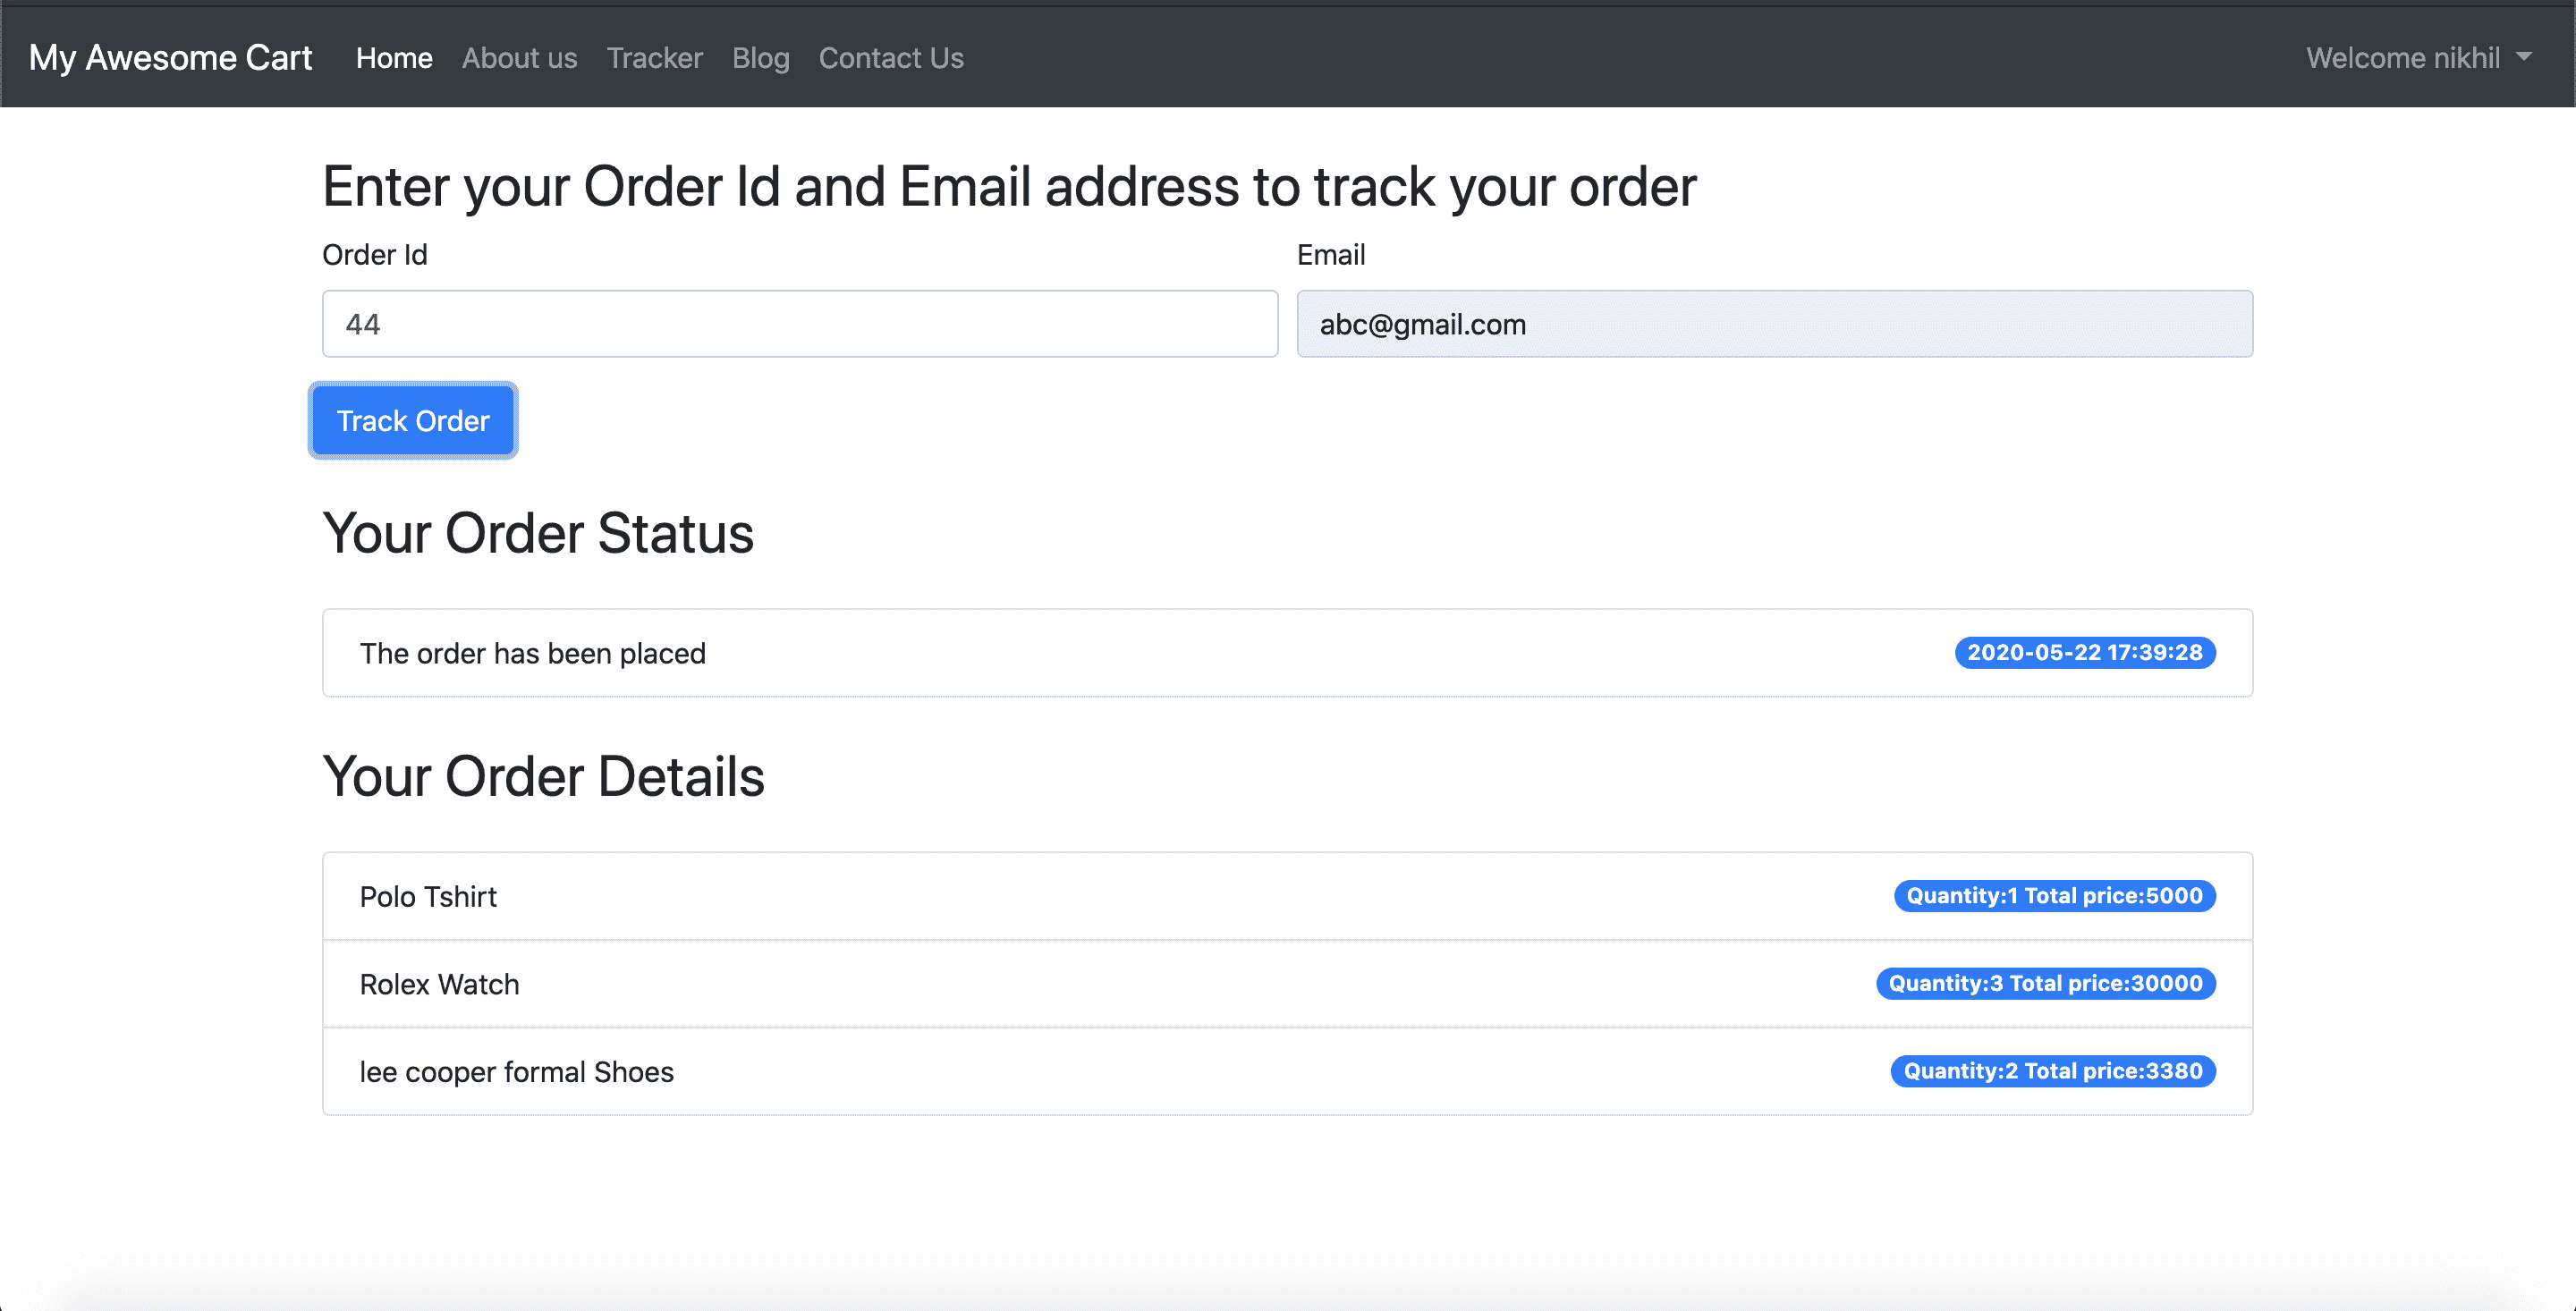 My Awesome Cart Home About us Tracker Blog Contact Us Welcome nikhil
Enter your Order Id and Email address to track your order
Order Id Email
44 abc@gmail.com
Track Order
Your Order Status
The order has been placed 2020-05-22 17:39:28
Your Order Details
Polo Tshirt Quantity:1 Total price:5000
Rolex Watch Quantity:3 Total price:30000
lee cooper formal Shoes Quantity:2 Total price:3380